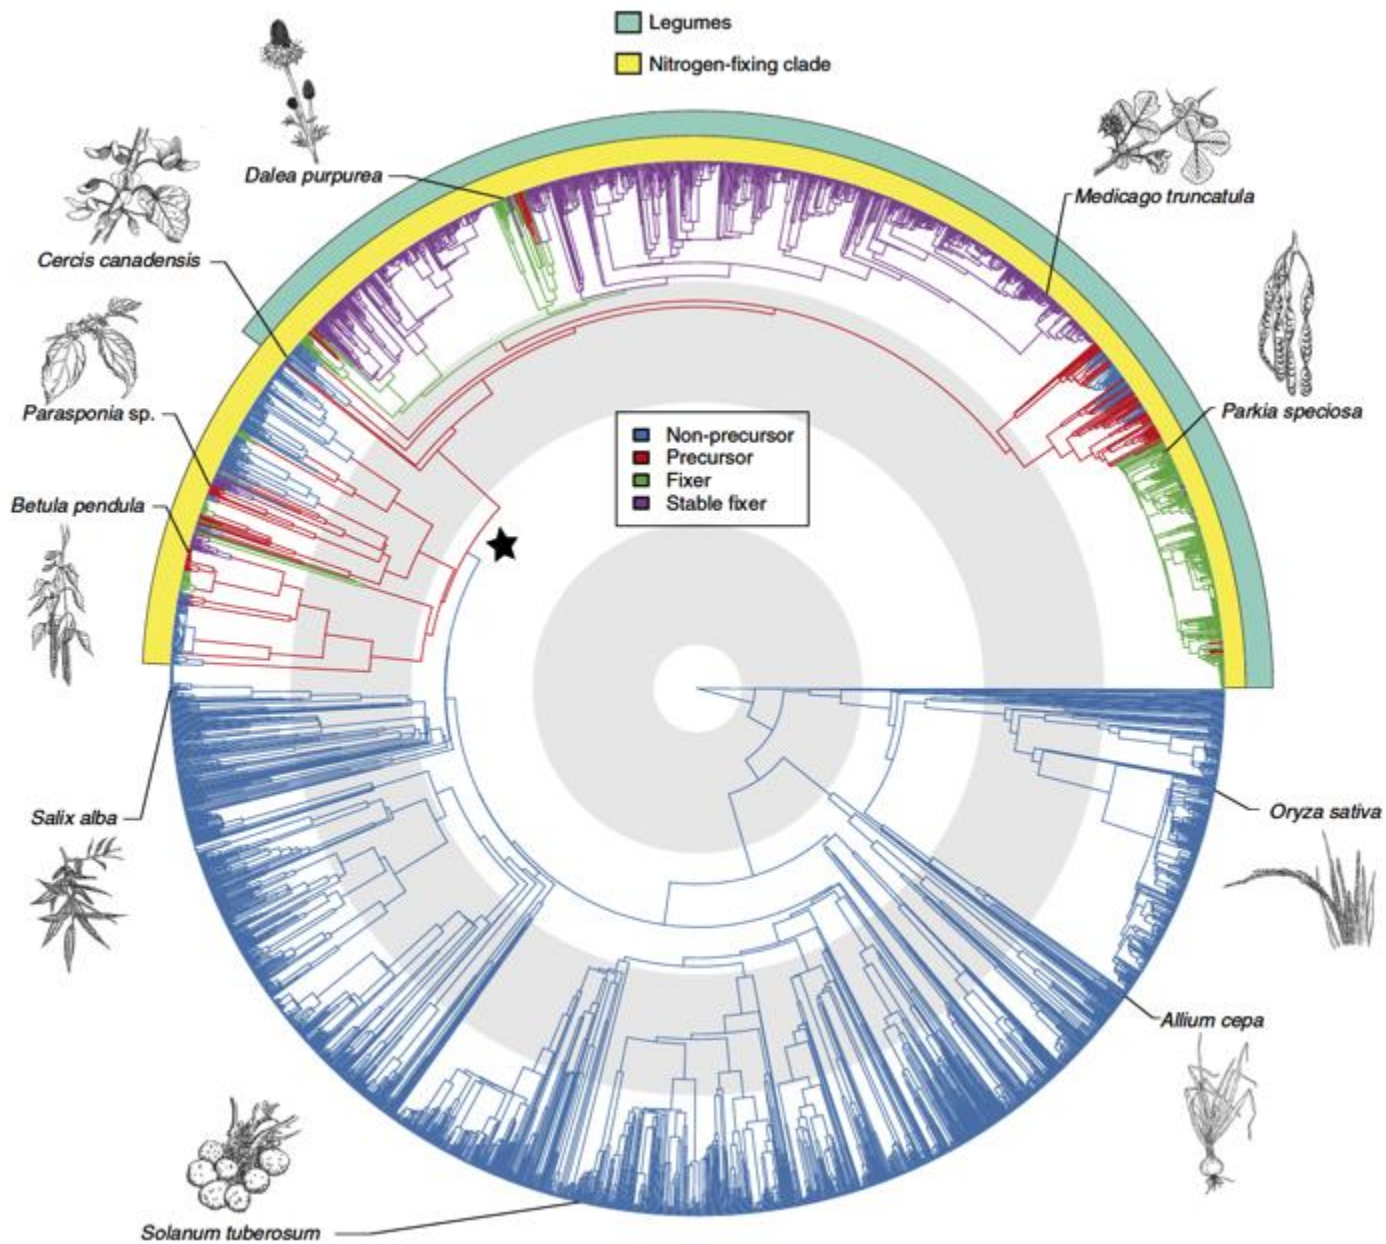 Legumes
Nitrogen-fixing clade
Dalea purpurea
Medicago truncatula
Cercis canadensis
Parasponia sp.
Parkia speciosa
Non-precursor
Precursor
Fixer
Stable fixer
Betula pendula
Salix alba
Oryza sativa
Allium cepa
Solanum tuberosum